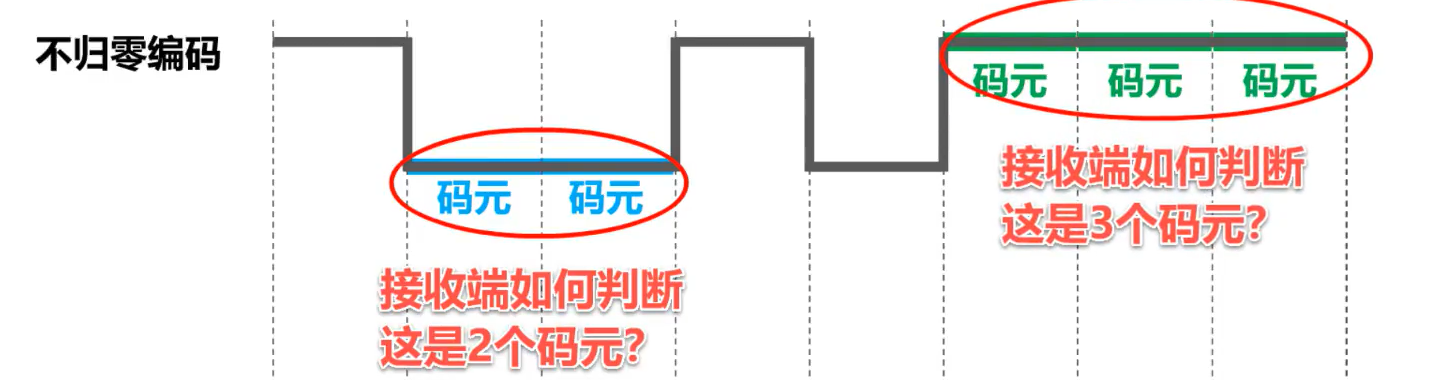 不归零编码
码元 码元 码元
码元 码元
接收端如何判断
这是3个码元？
接收端如何判断
这是2个码元？